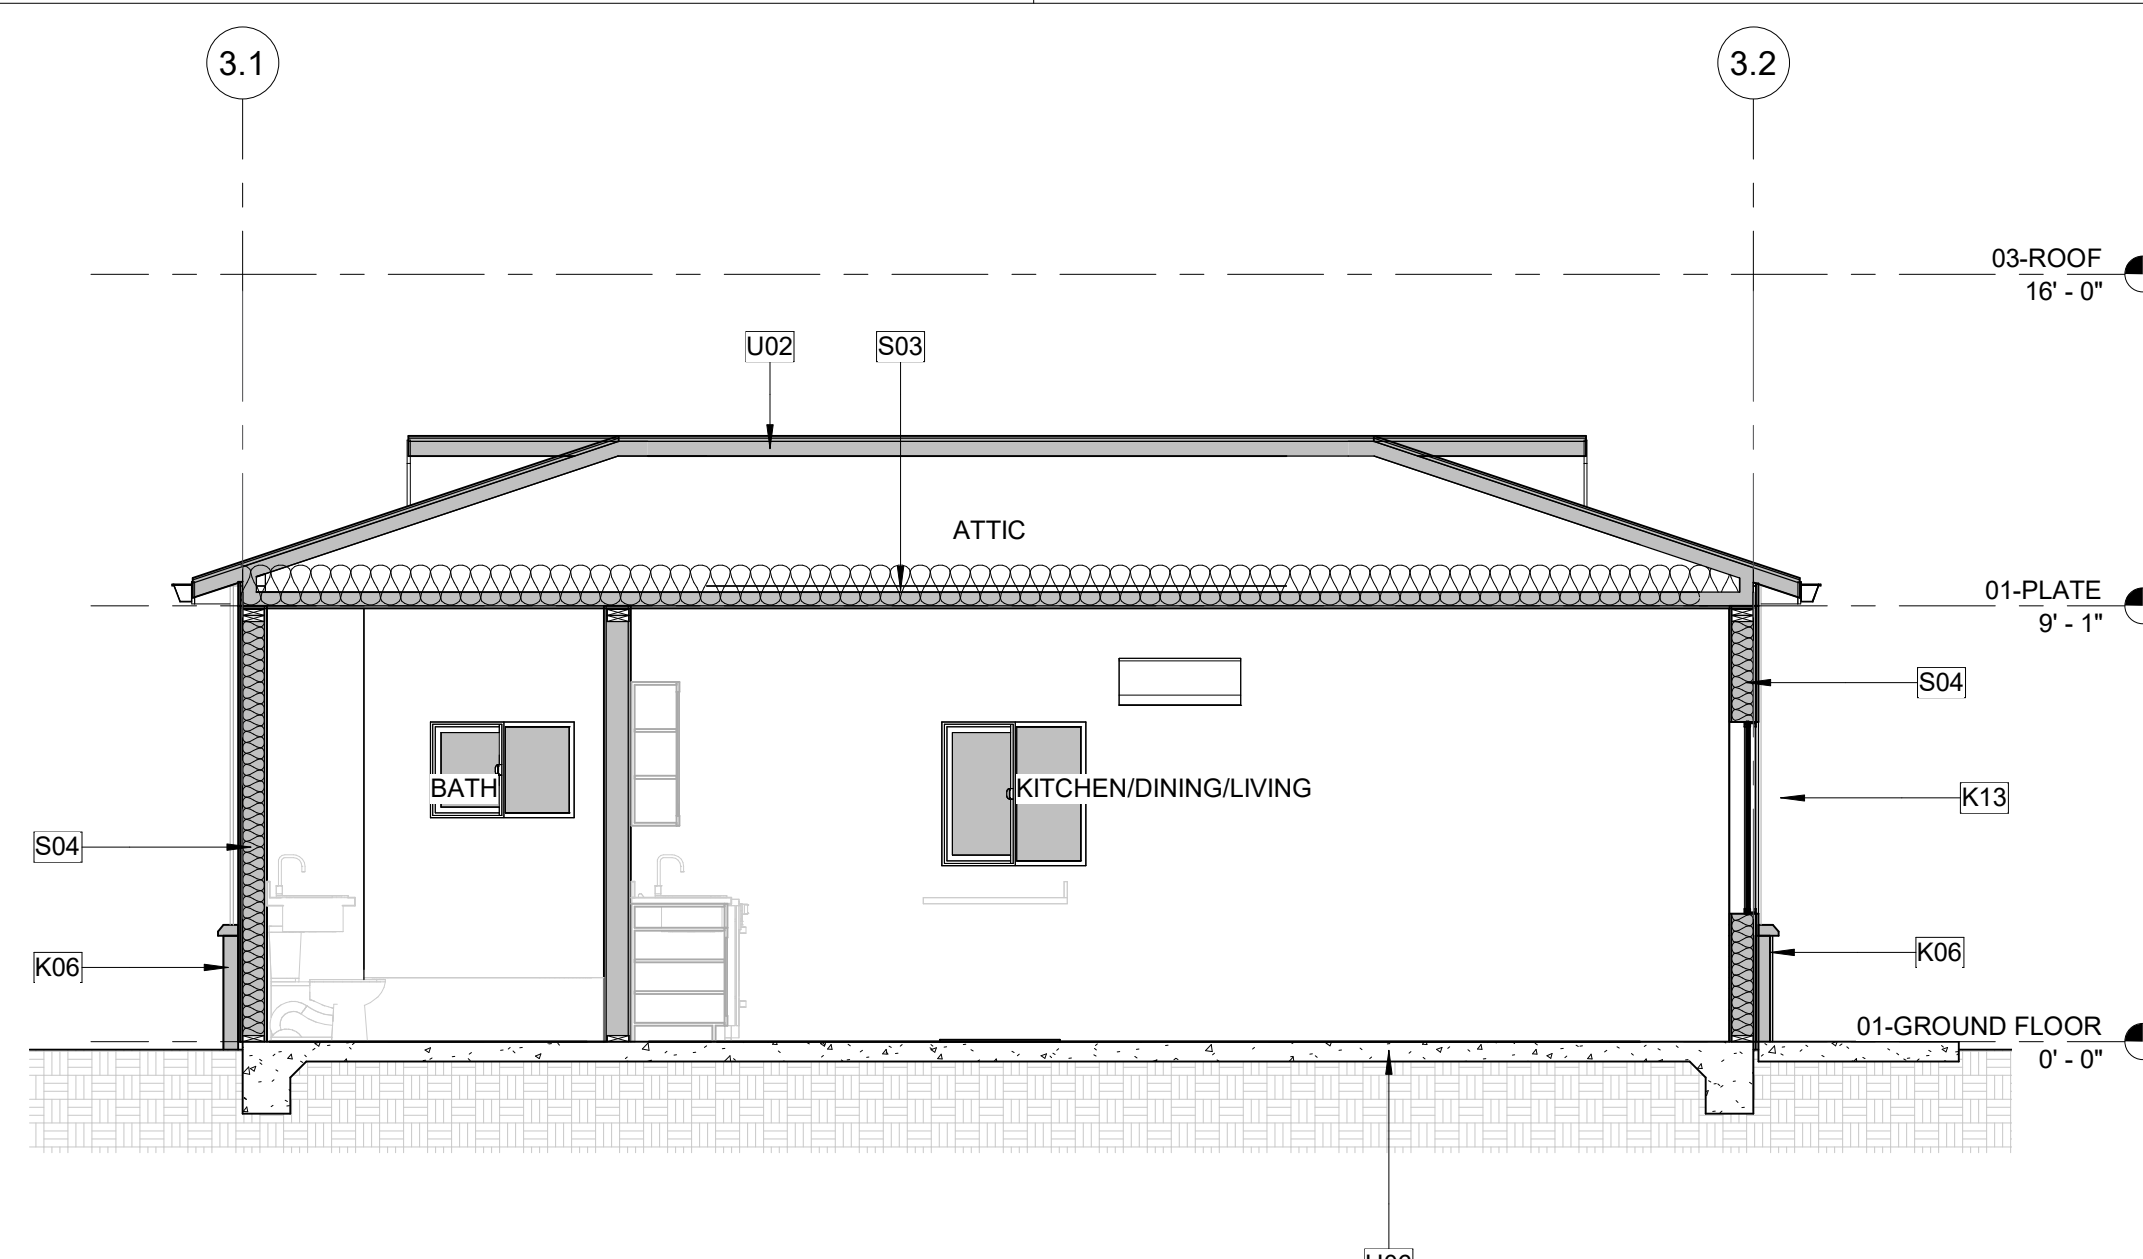 3.1
3.2
03-ROOF
16' - 0"
U02
S03
ATTIC
01-PLATE
9' - 1"
S04
BATH
KITCHEN/DINING/LIVING
K13
S04
K06
K06
01-GROUND FLOOR
0' - 0"